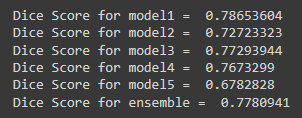 Dice Score for model1 =  0.78653604
Dice Score for model2 =  0.72723323
Dice Score for model3 =  0.77293944
Dice Score for model4 =  0.7673299
Dice Score for model5 =  0.6782828
Dice Score for ensemble =  0.7780941